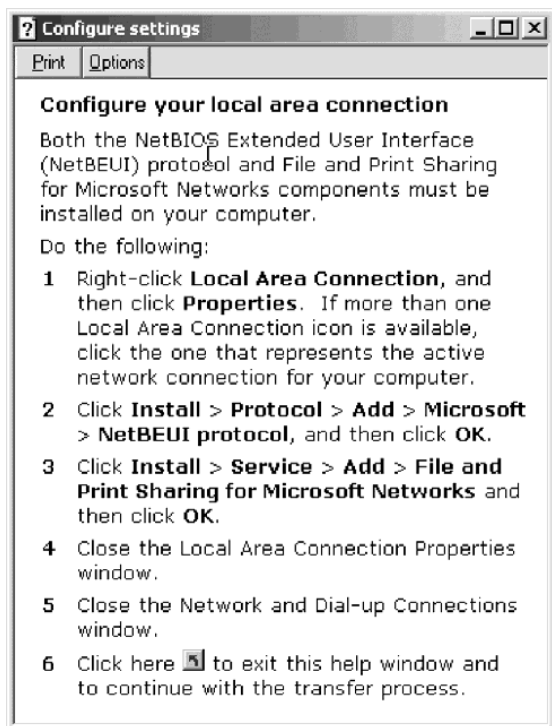 ? Configure settings
Print Options
Configure your local area connection
Both the NetBIOS Extended User Interface
(NetBEUI) protocol and File and Print Sharing
for Microsoft Networks components must be
installed on your computer.
Do the following:
1 Right-click Local Area Connection, and
then click Properties. If more than one
Local Area Connection icon is available,
click the one that represents the active
network connection for your computer.
2 Click Install > Protocol > Add > Microsoft
> NetBEUI protocol, and then click OK.
3 Click Install > Service > Add > File and
Print Sharing for Microsoft Networks and
then click OK.
4 Close the Local Area Connection Properties
window.
5 Close the Network and Dial-up Connections
window.
6 Click here to exit this help window and
to continue with the transfer process.